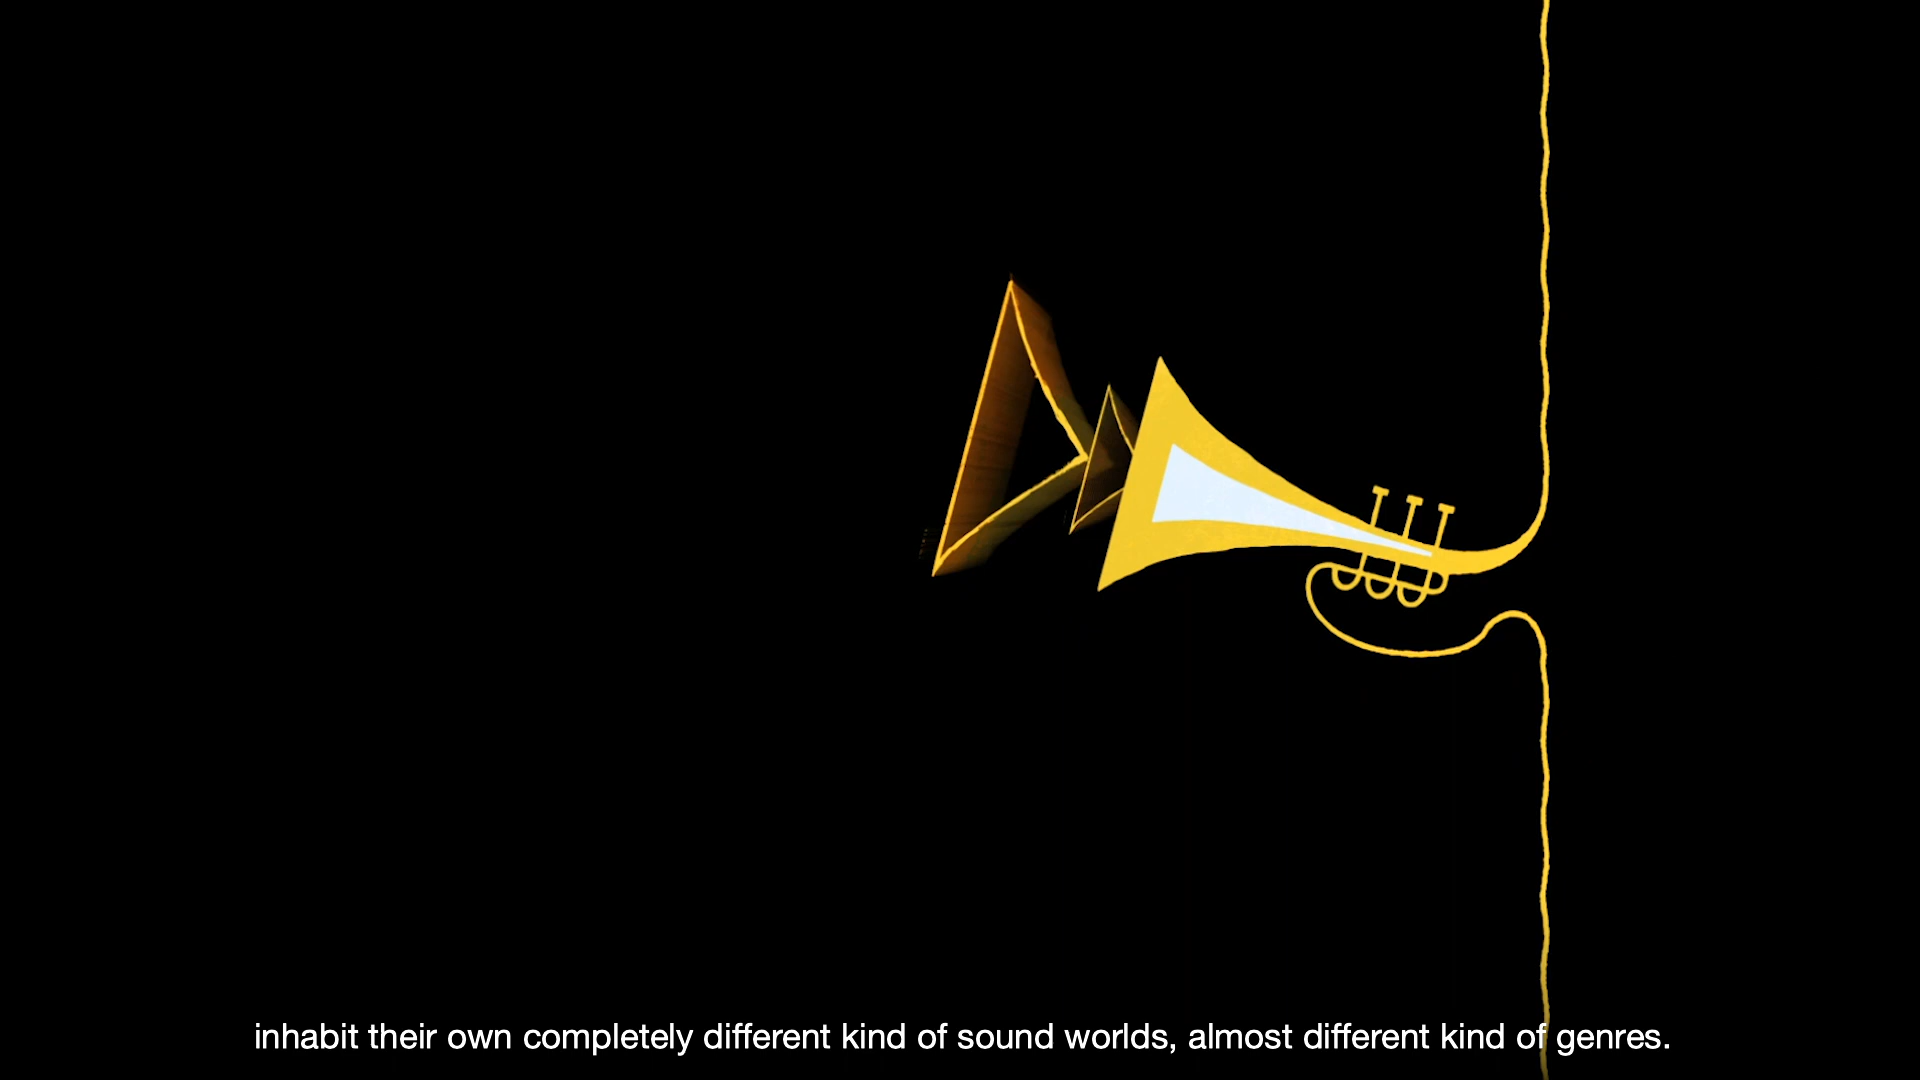 inhabit their own completely different kind of sound worlds, almost different kind of genres.